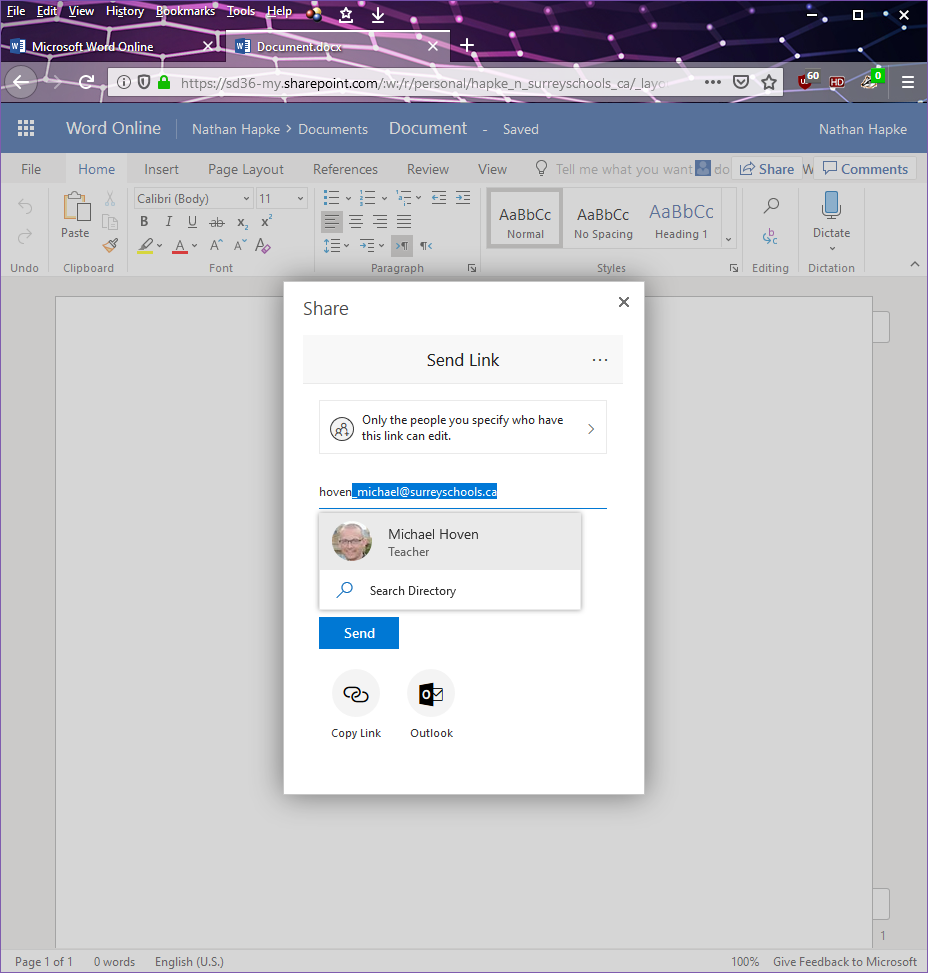 File Edit View History Bookmarks Tools Help
Microsoft Word Online
Document.docx
https://sd36-my.sharepoint.com/:w:/r/personal/hapke_n_surreyschools_ca/_layo
60
HD
0
Word Online
Nathan Hapke > Documents
Document - Saved
Nathan Hapke
File Home Insert Page Layout References Review View Tell me what you want do Share W Comments
Paste
Calibri (Body) 11
B I U ab x₂ x²
A A A A
AaBbCc AaBbCc AaBbCc
Normal No Spacing Heading 1
Dictate
Undo Clipboard Font Paragraph Styles Editing Dictation
Share
Send Link ...
Only the people you specify who have
this link can edit.
hoven_michael@surreyschools.ca
Michael Hoven
Teacher
Search Directory
Send
Copy Link Outlook
1
Page 1 of 1 0 words English (U.S.) 100% Give Feedback to Microsoft